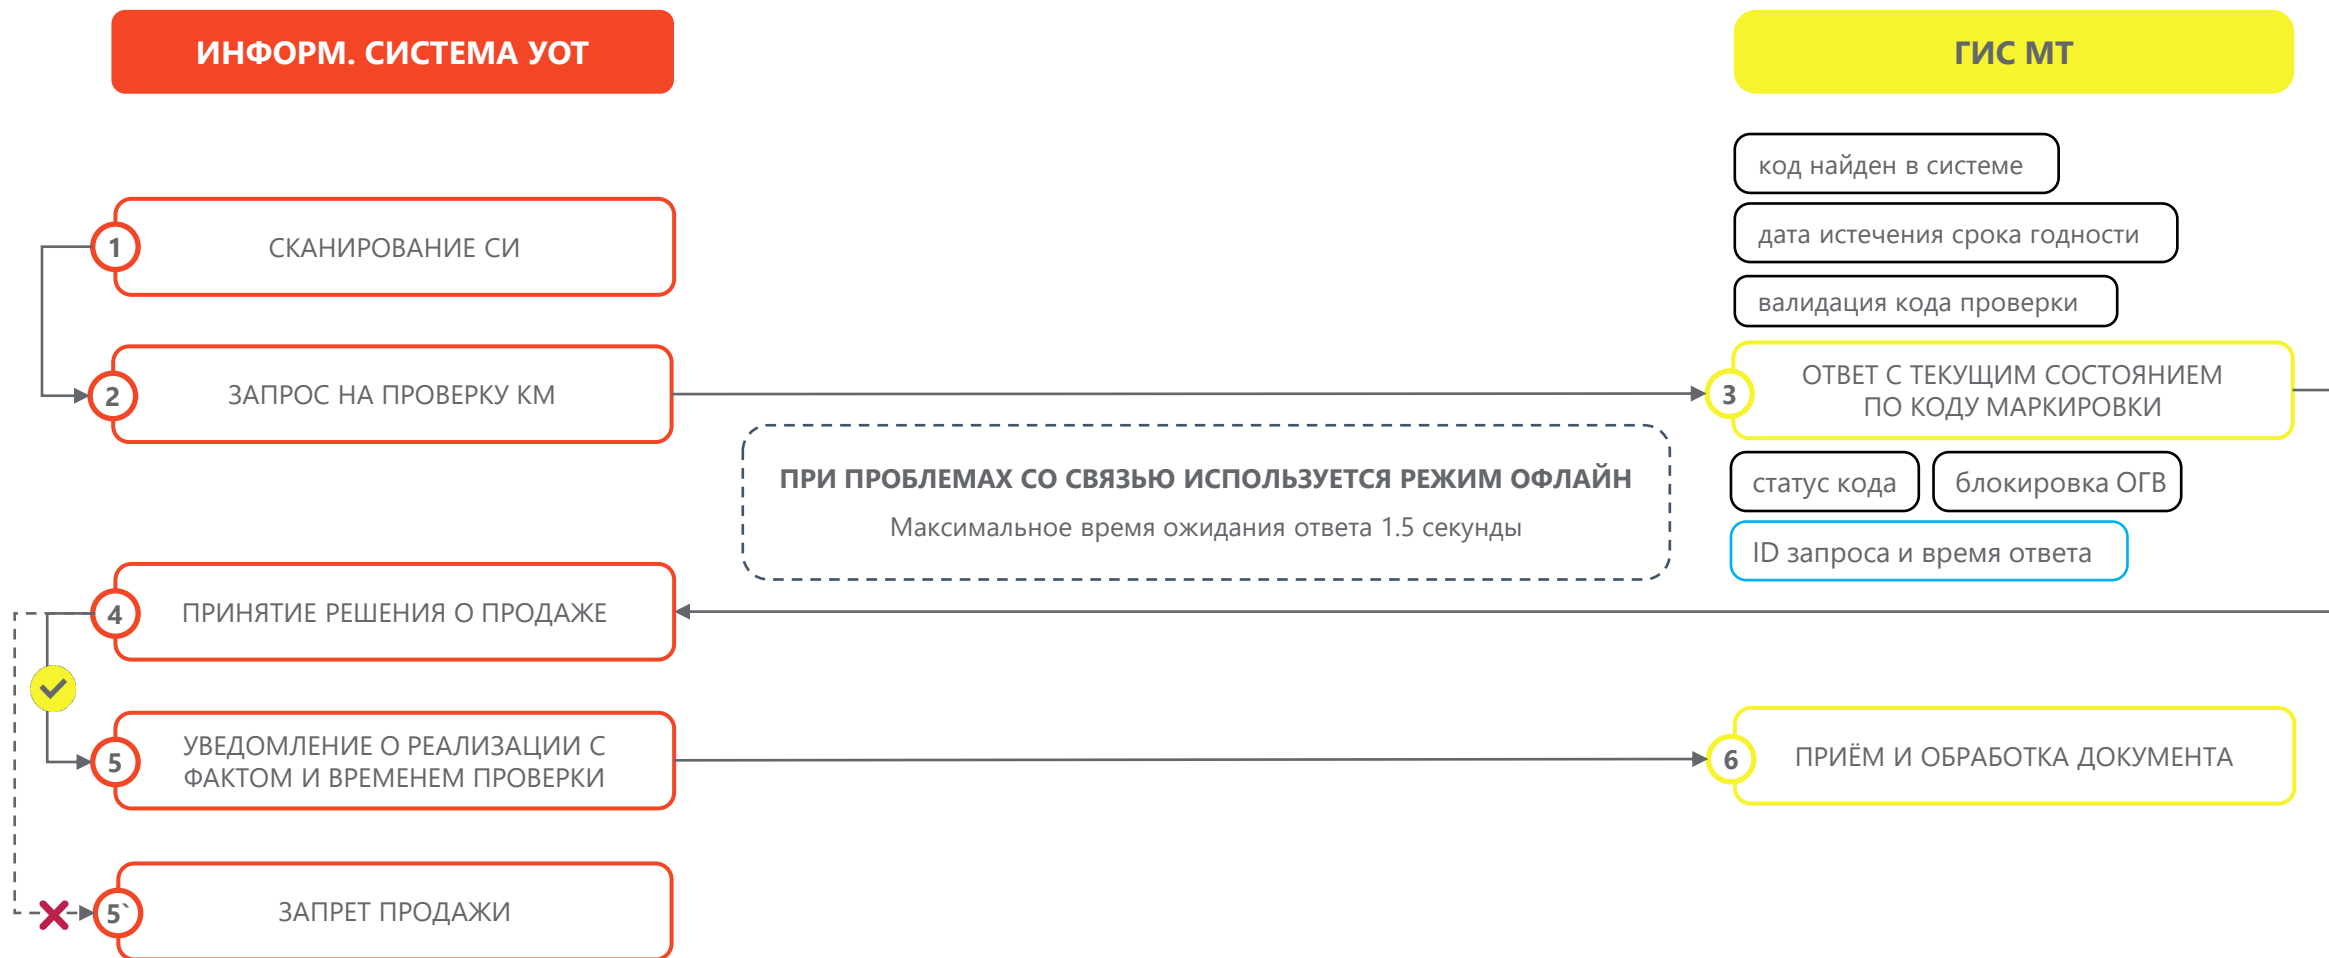 ИНФОРМ. СИСТЕМА УОТ
ГИС МТ
код найден в системе
дата истечения срока годности
валидация кода проверки
1
СКАНИРОВАНИЕ СИ
2
ЗАПРОС НА ПРОВЕРКУ КМ
3
ОТВЕТ С ТЕКУЩИМ СОСТОЯНИЕМ
ПО КОДУ МАРКИРОВКИ
ПРИ ПРОБЛЕМАХ СО СВЯЗЬЮ ИСПОЛЬЗУЕТСЯ РЕЖИМ ОФЛАЙН
Максимальное время ожидания ответа 1.5 секунды
статус кода
блокировка ОГВ
ID запроса и время ответа
4
ПРИНЯТИЕ РЕШЕНИЯ О ПРОДАЖЕ
5
УВЕДОМЛЕНИЕ О РЕАЛИЗАЦИИ С
ФАКТОМ И ВРЕМЕНЕМ ПРОВЕРКИ
6
ПРИЁМ И ОБРАБОТКА ДОКУМЕНТА
5`
ЗАПРЕТ ПРОДАЖИ